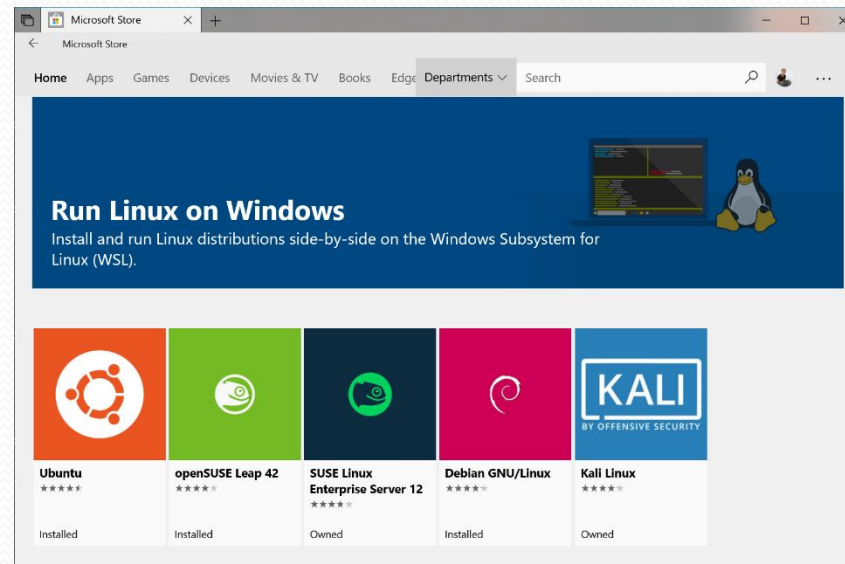 Microsoft Store
Microsoft Store
Home Apps Games Devices Movies & TV Books Edge Departments Search
Run Linux on Windows
Install and run Linux distributions side-by-side on the Windows Subsystem for
Linux (WSL).
KALI
BY OFFENSIVE SECURITY
Ubuntu
Installed
openSUSE Leap 42
Installed
SUSE Linux
Enterprise Server 12
Owned
Debian GNU/Linux
Installed
Kali Linux
Owned